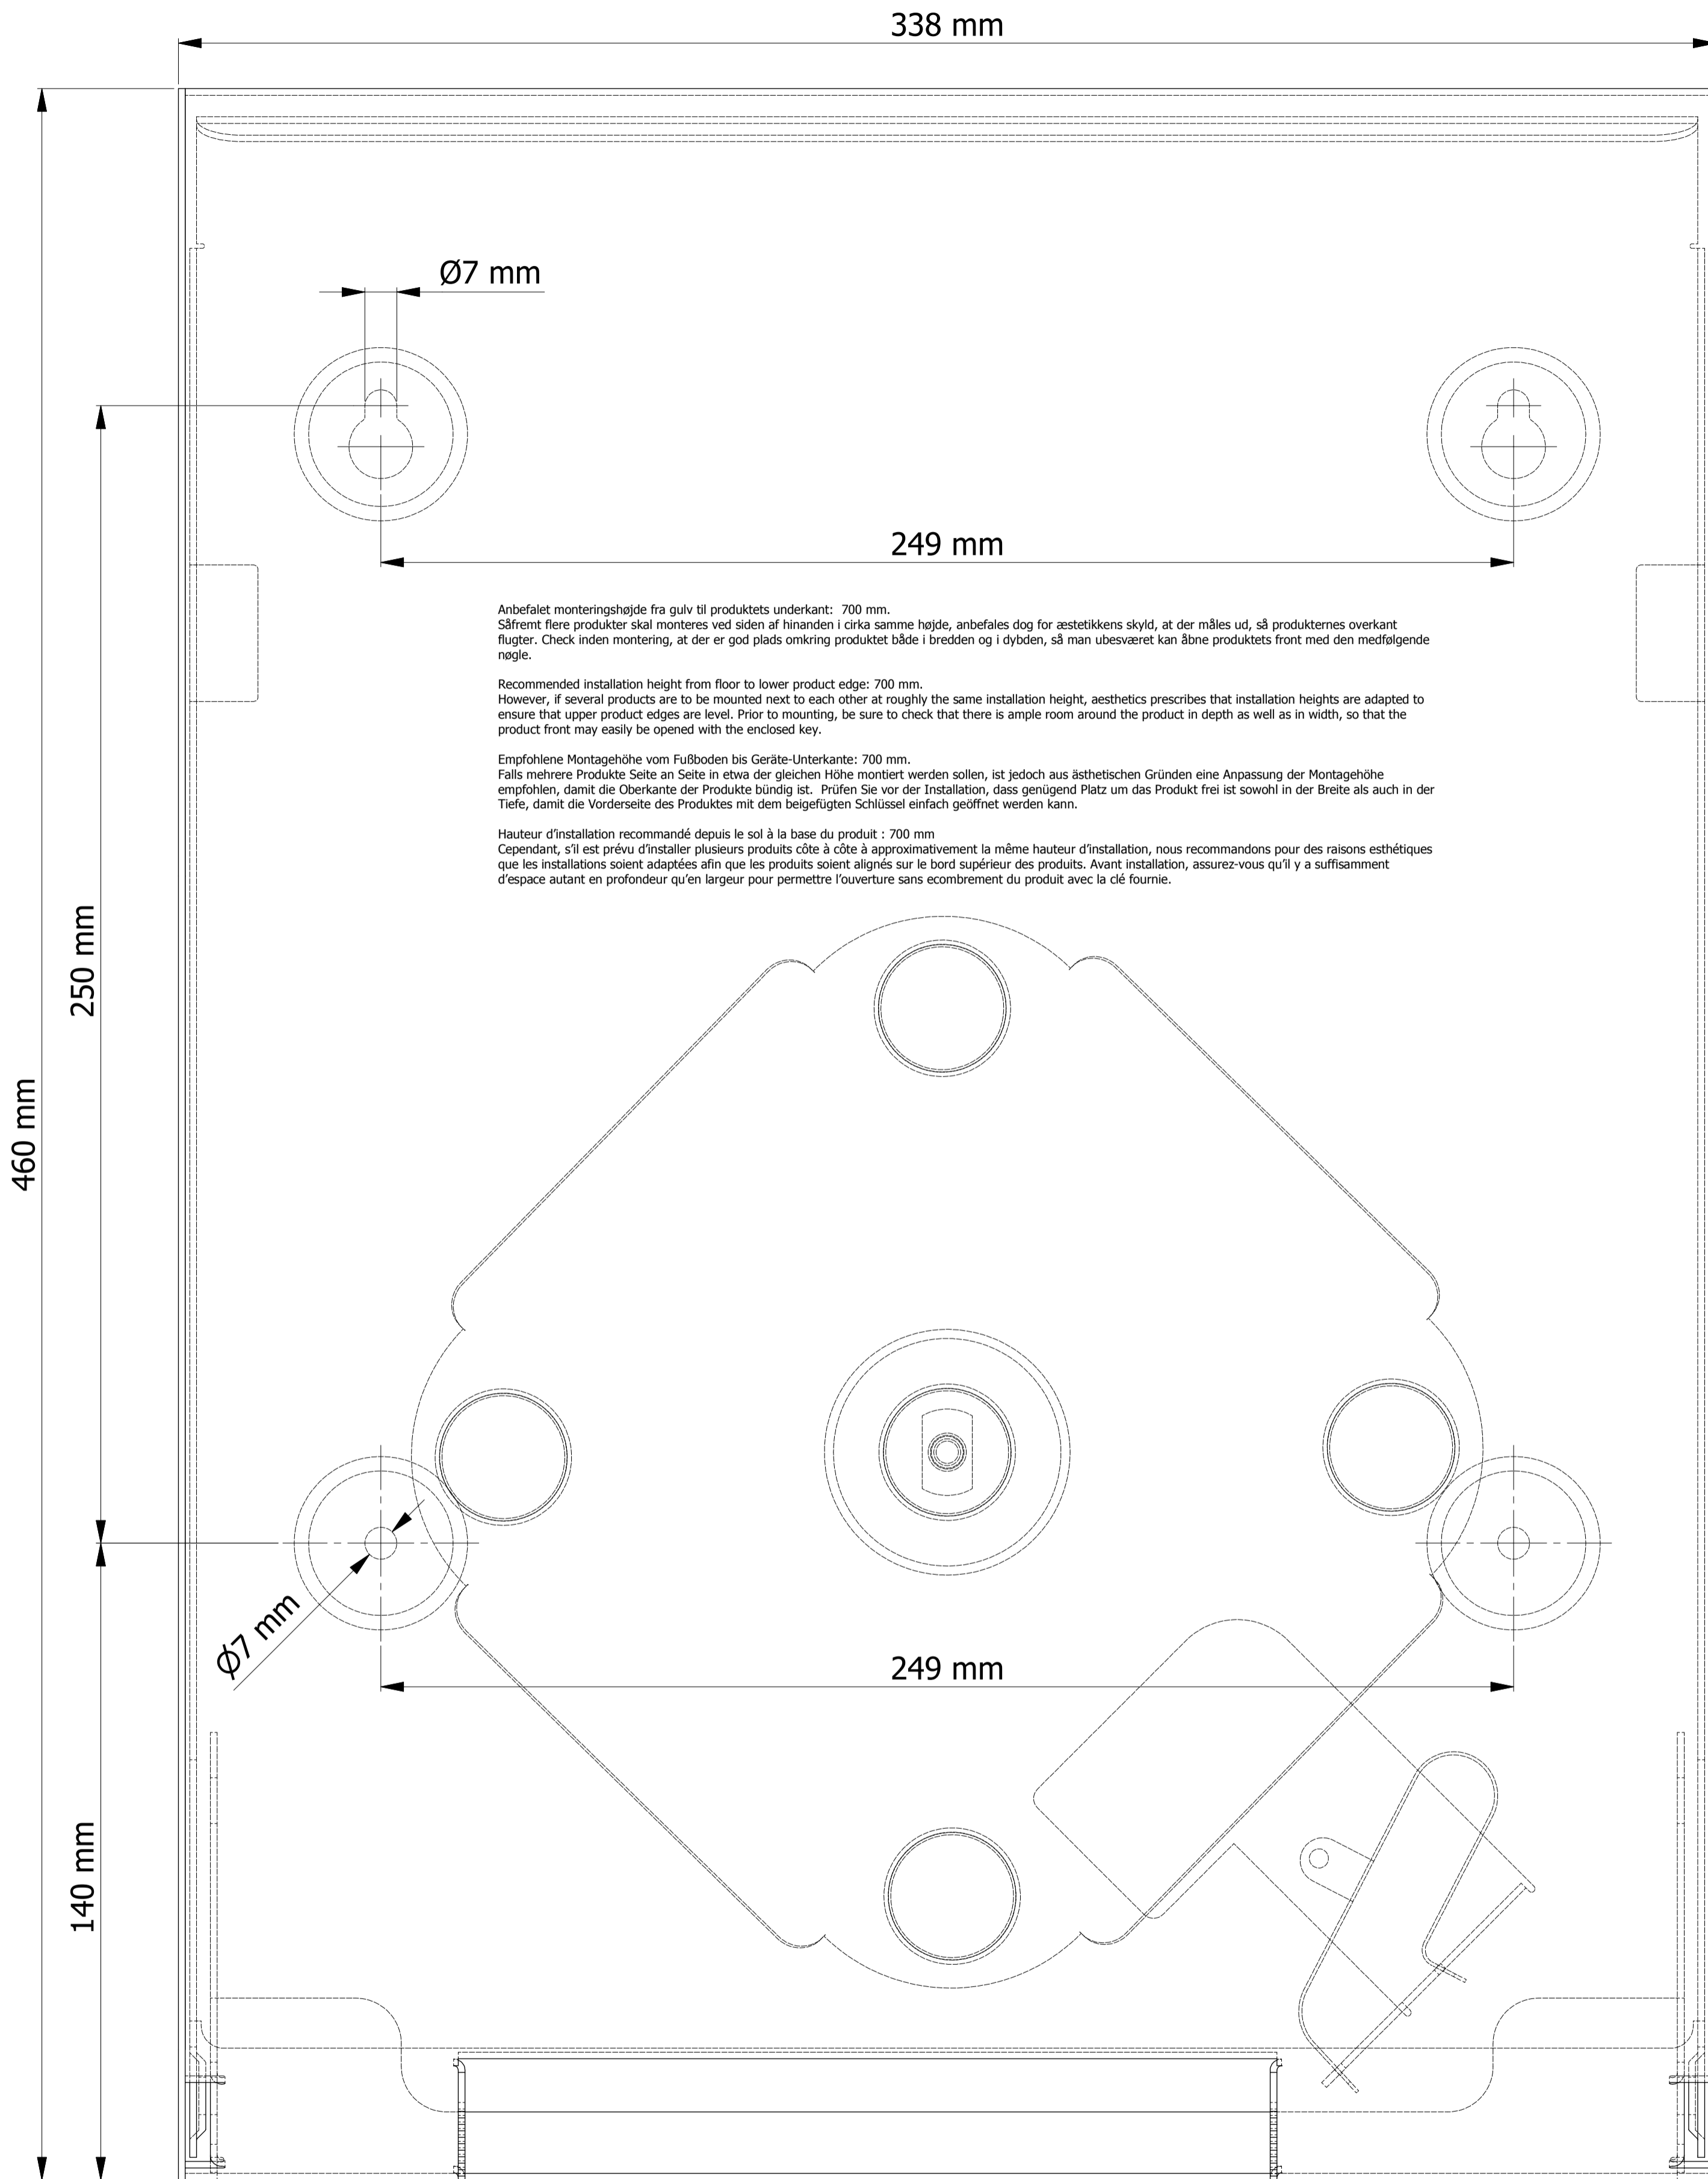 338 mm
Ø7 mm
249 mm
Anbefalet monteringshøjde fra gulv til produktets underkant:  700 mm.
Såfremt flere produkter skal monteres ved siden af hinanden i cirka samme højde, anbefales dog for æstetikkens skyld, at der måles ud, så produkternes overkant
flugter. Check inden montering, at der er god plads omkring produktet både i bredden og i dybden, så man ubesværet kan åbne produktets front med den medfølgende
nøgle.
Recommended installation height from floor to lower product edge: 700 mm.
However, if several products are to be mounted next to each other at roughly the same installation height, aesthetics prescribes that installation heights are adapted to
ensure that upper product edges are level. Prior to mounting, be sure to check that there is ample room around the product in depth as well as in width, so that the
product front may easily be opened with the enclosed key.
Empfohlene Montagehöhe vom Fußboden bis Geräte-Unterkante: 700 mm.
Falls mehrere Produkte Seite an Seite in etwa der gleichen Höhe montiert werden sollen, ist jedoch aus ästhetischen Gründen eine Anpassung der Montagehöhe
empfohlen, damit die Oberkante der Produkte bündig ist.  Prüfen Sie vor der Installation, dass genügend Platz um das Produkt frei ist sowohl in der Breite als auch in der
Tiefe, damit die Vorderseite des Produktes mit dem beigefügten Schlüssel einfach geöffnet werden kann.
Hauteur d'installation recommandé depuis le sol à la base du produit : 700 mm
Cependant, s'il est prévu d'installer plusieurs produits côte à côte à approximativement la même hauteur d'installation, nous recommandons pour des raisons esthétiques
que les installations soient adaptées afin que les produits soient alignés sur le bord supérieur des produits. Avant installation, assurez-vous qu'il y a suffisamment
d'espace autant en profondeur qu'en largeur pour permettre l'ouverture sans ecombrement du produit avec la clé fournie.
250 mm
460 mm
Ø7 mm
249 mm
140 mm